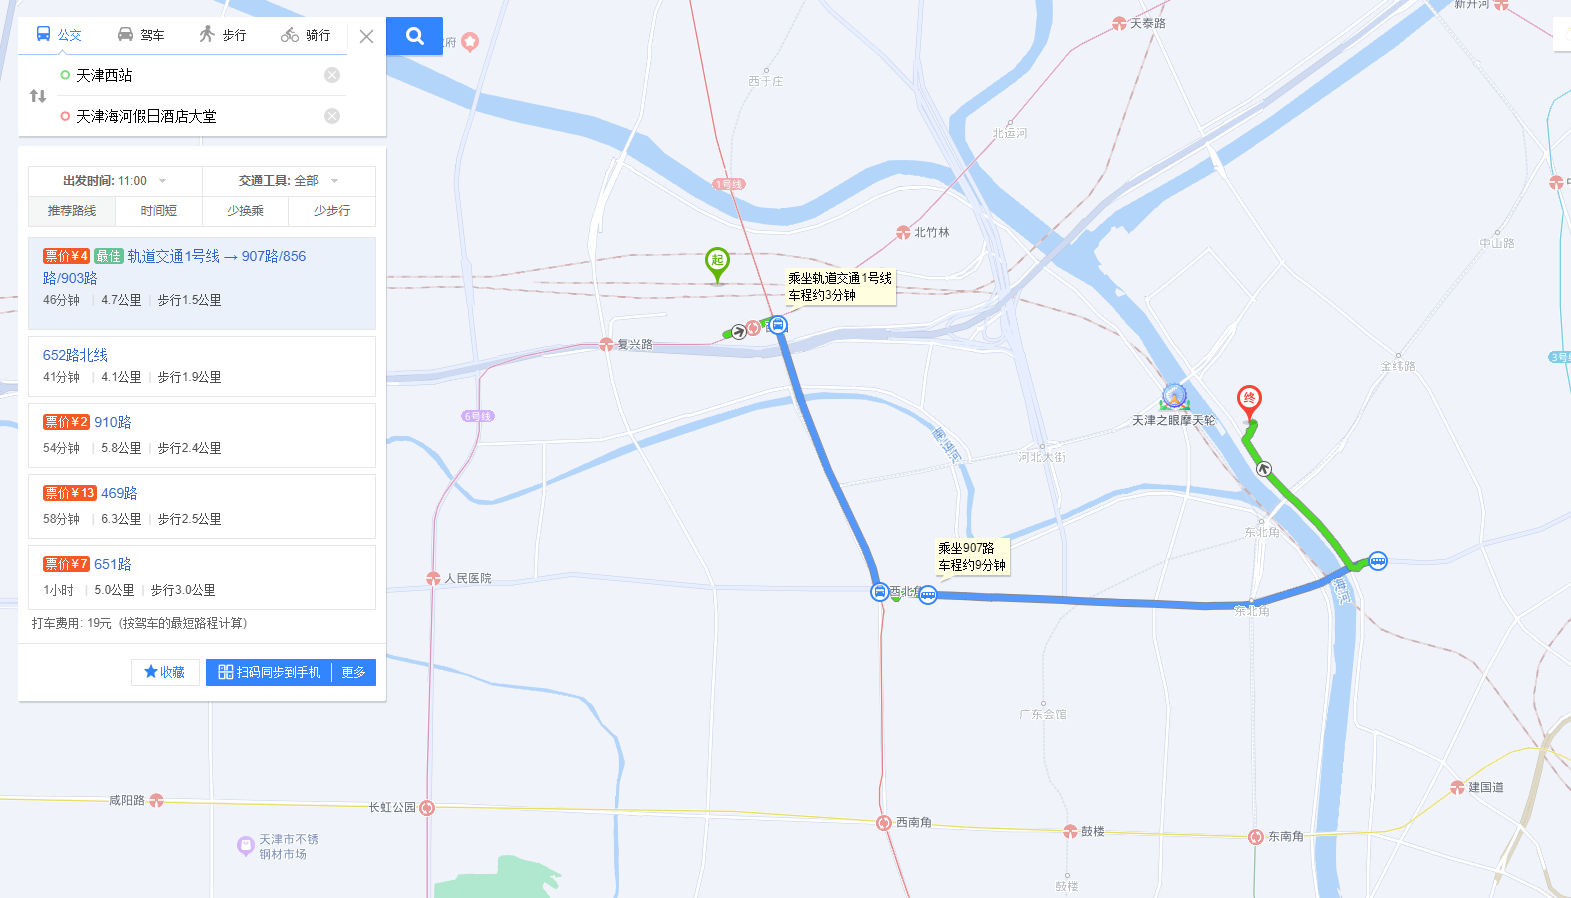 公交
驾车
步行
骑行
天津西站
天津海河假日酒店大堂
出发时间: 11:00
交通工具: 全部
推荐路线
时间短
少换乘
少步行
票价¥4 最佳 轨道交通1号线 → 907路/856
路/903路
46分钟 | 4.7公里 | 步行1.5公里
652路北线
41分钟 | 4.1公里 | 步行1.9公里
票价¥2 910路
54分钟 | 5.8公里 | 步行2.4公里
票价¥13 469路
58分钟 | 6.3公里 | 步行2.5公里
票价¥7 651路
1小时 | 5.0公里 | 步行3.0公里
打车费用: 19元（按驾车的最短路程计算）
收藏
扫码同步到手机
更多
府
天泰路
新开河
西于庄
北运河
1号线
北竹林
中山路
起
乘坐轨道交通1号线
车程约3分钟
复兴路
3号线
金纬路
终
天津之眼摩天轮
6号线
河北大街
东北角
乘坐907路
车程约9分钟
人民医院
西北角
东北角
广东会馆
咸阳路
长虹公园
西南角
鼓楼
东南角
建国道
天津市不锈
钢材市场
鼓楼